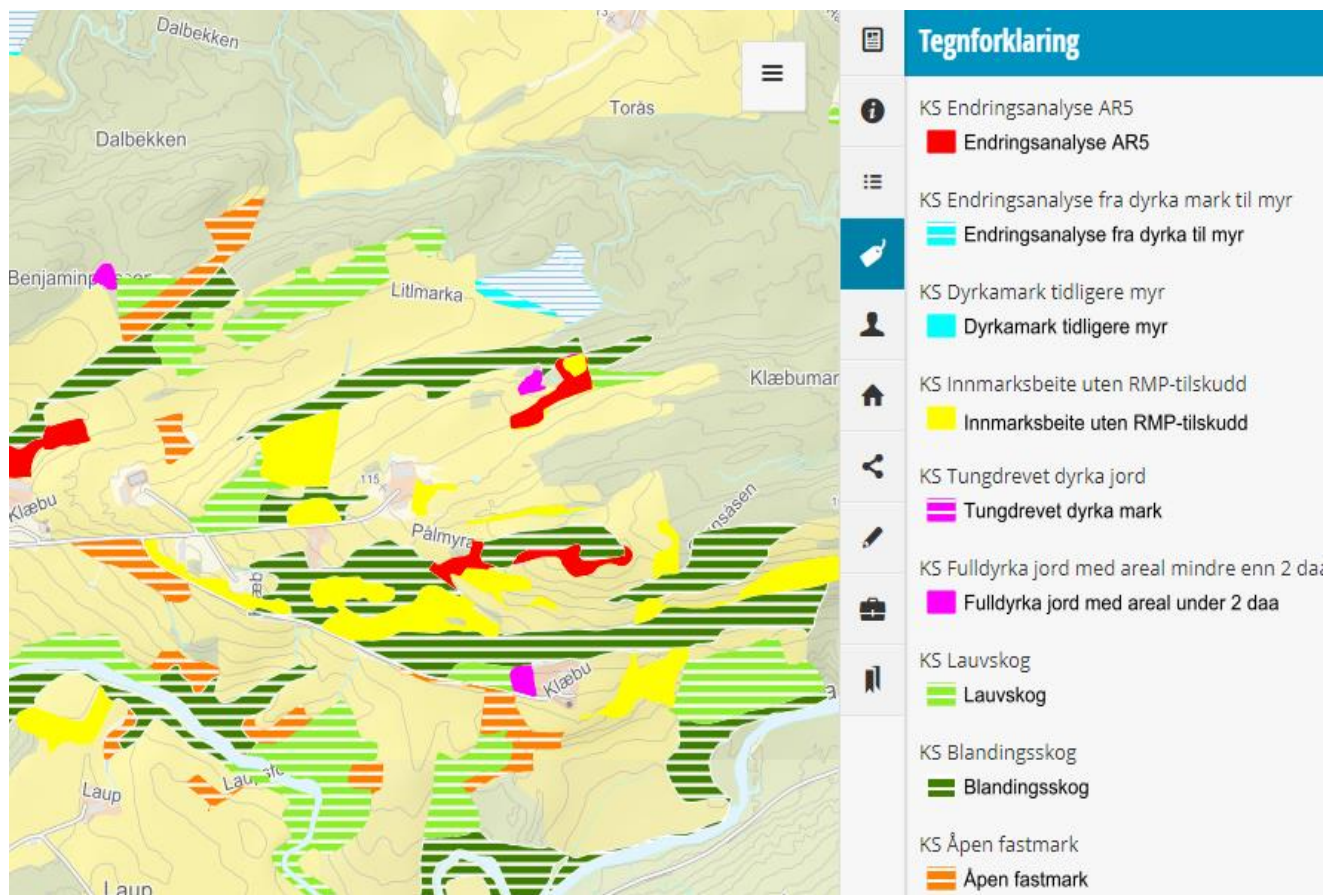 Dalbekken
Torås
Dalbekken
Litlmarka
Klæbumar
Klæbu
115
Pålmyra
Klæbu
Laup
Laup
Tegnforklaring
KS Endringsanalyse AR5
Endringsanalyse AR5
KS Endringsanalyse fra dyrka mark til myr
Endringsanalyse fra dyrka til myr
KS Dyrkamark tidligere myr
Dyrkamark tidligere myr
KS Innmarksbeite uten RMP-tilskudd
Innmarksbeite uten RMP-tilskudd
KS Tungdrevet dyrka jord
Tungdrevet dyrka mark
KS Fulldyrka jord med areal mindre enn 2 daa
Fulldyrka jord med areal under 2 daa
KS Lauvskog
Lauvskog
KS Blandingsskog
Blandingsskog
KS Åpen fastmark
Åpen fastmark